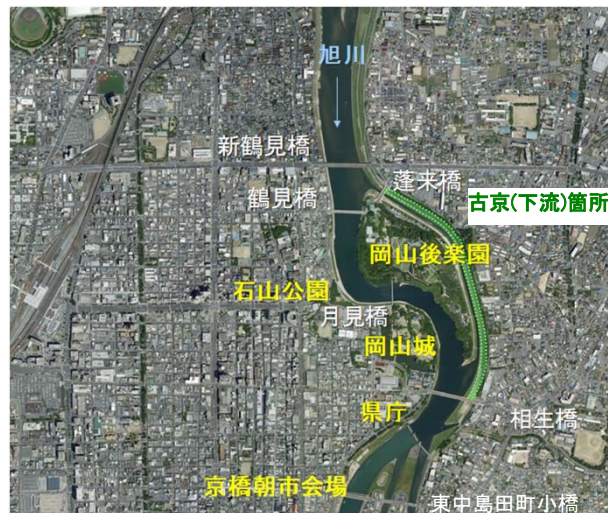 旭川
新鶴見橋
蓬来橋
鶴見橋
古京(下流)箇所
岡山後楽園
石山公園
月見橋
岡山城
県庁
相生橋
京橋朝市会場
東中島田町小橋